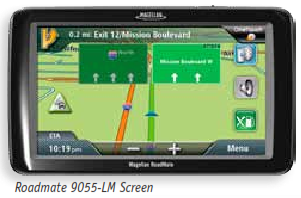 MAGELLAN
0.2 mi Exit 12/Mission Boulevard
North
Mission Boulevard W
ETA
10:19pm
Menu
Magellan RoadMate
Roadmate 9055-LM Screen